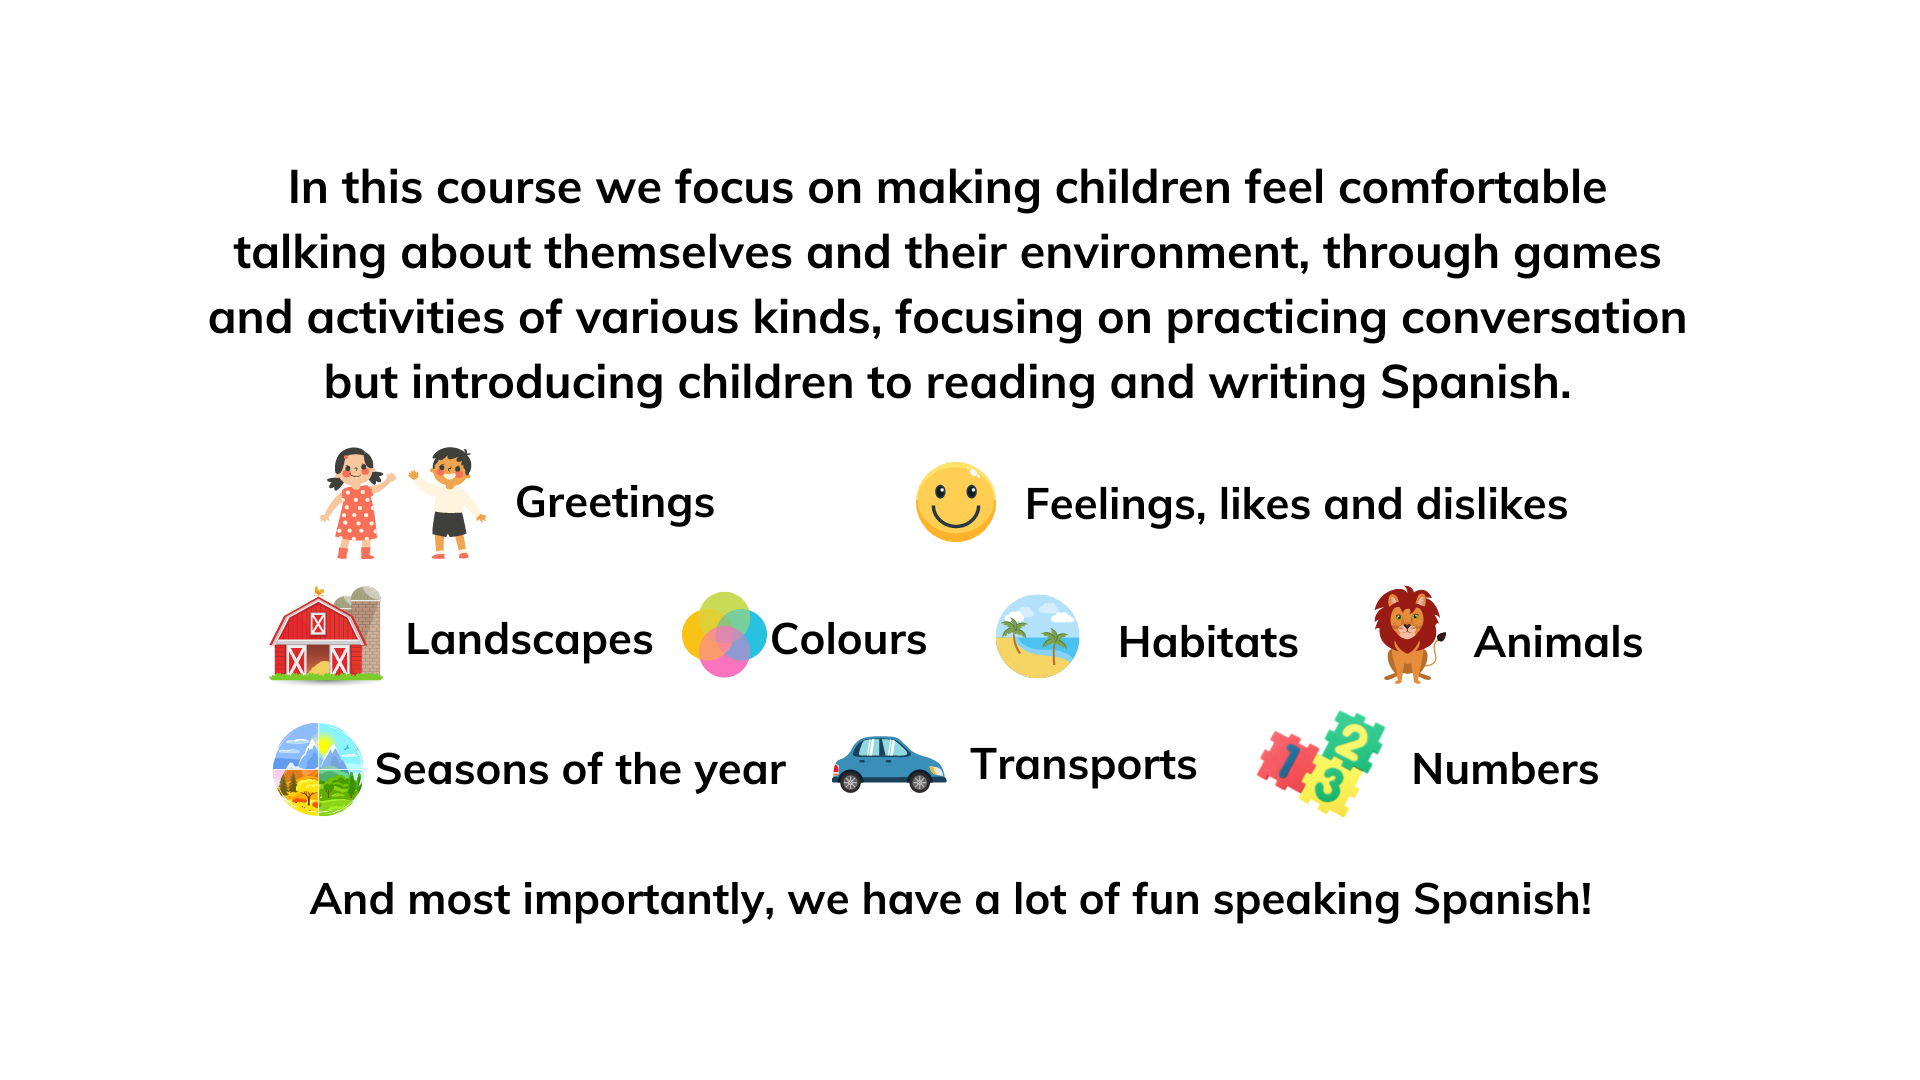 In this course we focus on making children feel comfortable
talking about themselves and their environment, through games
and activities of various kinds, focusing on practicing conversation
but introducing children to reading and writing Spanish.
Greetings
Feelings, likes and dislikes
Landscapes
Colours
Habitats
Animals
Seasons of the year
Transports
1 2 3
Numbers
And most importantly, we have a lot of fun speaking Spanish!